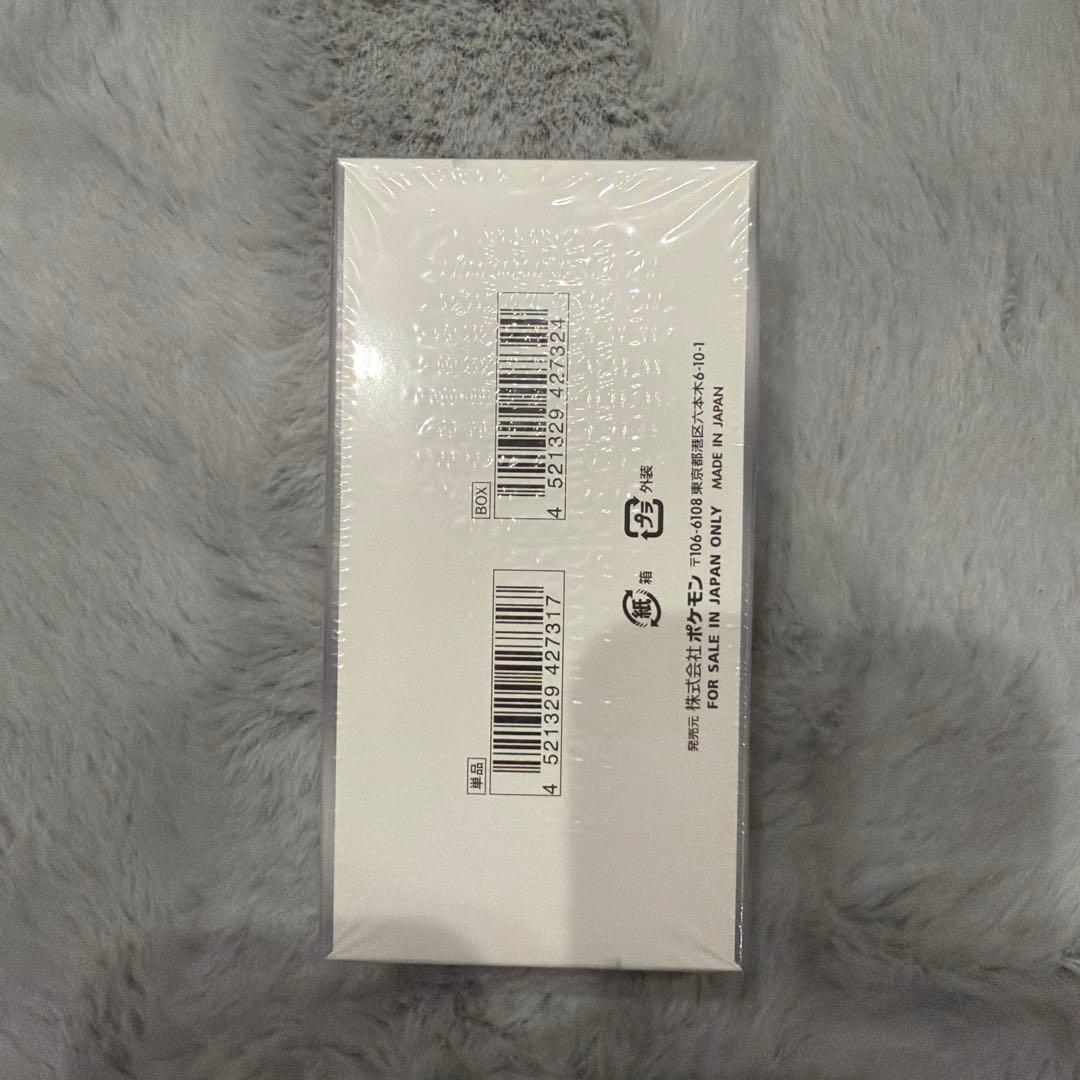 単品
4 521329 427317
BOX
4 521329 427324
紙 箱
プラ 外装
発売元 株式会社 ポケモン 〒106-6108 東京都港区六本木6-10-1
FOR SALE IN JAPAN ONLY MADE IN JAPAN